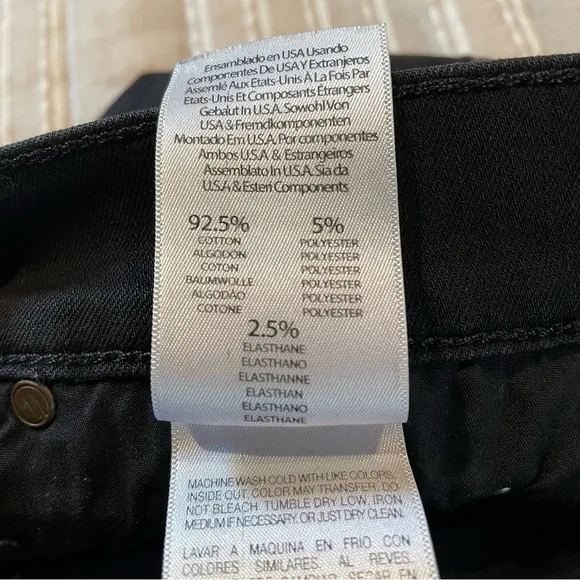 Ensamblado en USA Usando
Componentes De USA Y Extranjeros
Assemlé Aux Etats-Unis À La Fois Par
Etats-Unis Et Composants Étrangers
Gebalut In U.S.A. Sowohl Von
USA & Fremdkomponenten
Montado Em U.S.A. Por componentes
Ambos U.S.A & Estrangeiros
Assemblato In U.S.A. Sia da
U.S.A & Esteri Components
92.5% 5%
COTTON POLYESTER
ALGODON POLYESTER
COTON POLYESTER
BAUMWOLLE POLYESTER
ALGODÃO POLYESTER
COTONE POLYESTER
2.5%
ELASTHANE
ELASTHANO
ELASTHANNE
ELASTHAN
ELASTHANO
ELASTHANE
MACHINE WASH COLD WITH LIKE COLORS,
INSIDE OUT, COLOR MAY TRANSFER. DO
NOT BLEACH. TUMBLE DRY LOW, IRON
MEDIUM IF NECESSARY. OR JUST DRY CLEAN.
LAVAR A MAQUINA EN FRIO CON
COLORES SIMILARES. AL REVES